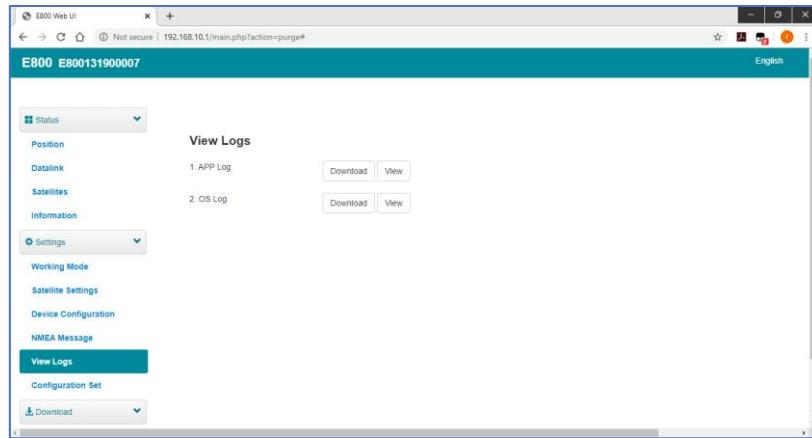 E800 Web UI
Not secure | 192.168.10.1/main.php?action=purge#
E800 E800131900007
English
Status
Position
Datalink
Satellites
Information
Settings
Working Mode
Satellite Settings
Device Configuration
NMEA Message
View Logs
Configuration Set
Download
View Logs
1. APP Log
Download
View
2. OS Log
Download
View